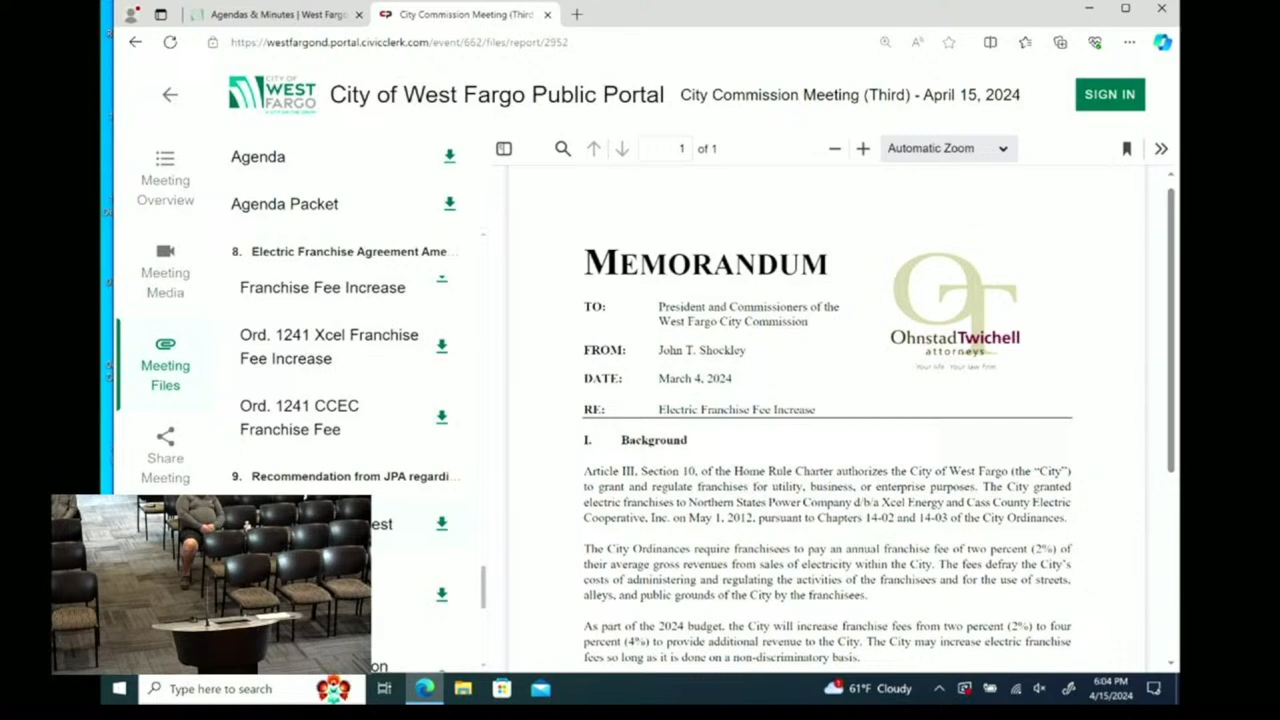 Agendas & Minutes | West Fargo
City Commission Meeting (Third)
https://westfargond.portal.civicclerk.com/event/662/files/report/2952
CITY OF
WEST
FARGO
City of West Fargo Public Portal
City Commission Meeting (Third) - April 15, 2024
SIGN IN
Meeting
Overview
Meeting
Media
Meeting
Files
Share
Meeting
Agenda
Agenda Packet
8. Electric Franchise Agreement Ame...
Franchise Fee Increase
Ord. 1241 Xcel Franchise
Fee Increase
Ord. 1241 CCEC
Franchise Fee
9. Recommendation from JPA regardi...
est
on
1 of 1
Automatic Zoom
MEMORANDUM
OT
OhnstadTwichell
attorneys
Your life. Your law firm.
TO: President and Commissioners of the
West Fargo City Commission
FROM: John T. Shockley
DATE: March 4, 2024
RE: Electric Franchise Fee Increase
I. Background
Article III, Section 10, of the Home Rule Charter authorizes the City of West Fargo (the “City”)
to grant and regulate franchises for utility, business, or enterprise purposes. The City granted
electric franchises to Northern States Power Company d/b/a Xcel Energy and Cass County Electric
Cooperative, Inc. on May 1, 2012, pursuant to Chapters 14-02 and 14-03 of the City Ordinances.
The City Ordinances require franchisees to pay an annual franchise fee of two percent (2%) of
their average gross revenues from sales of electricity within the City. The fees defray the City’s
costs of administering and regulating the activities of the franchisees and for the use of streets,
alleys, and public grounds of the City by the franchisees.
As part of the 2024 budget, the City will increase franchise fees from two percent (2%) to four
percent (4%) to provide additional revenue to the City. The City may increase electric franchise
fees so long as it is done on a non-discriminatory basis.
Type here to search
61°F Cloudy
6:04 PM
4/15/2024